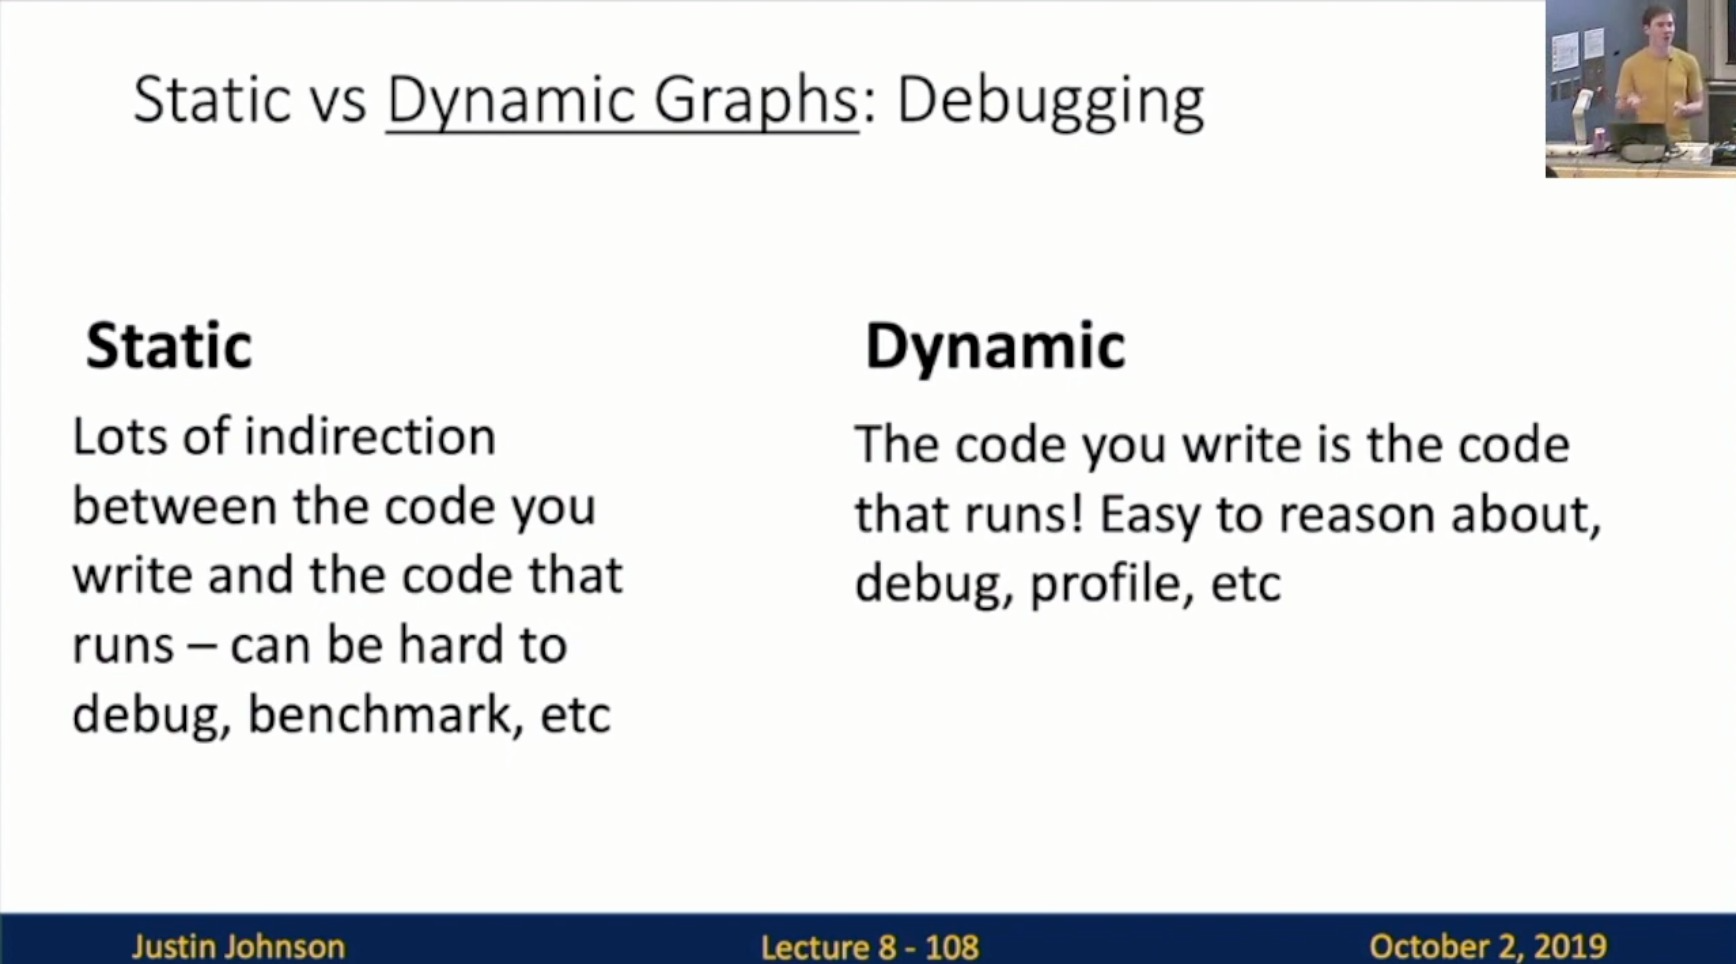 Static vs Dynamic Graphs: Debugging
Static
Lots of indirection
between the code you
write and the code that
runs – can be hard to
debug, benchmark, etc
Dynamic
The code you write is the code
that runs! Easy to reason about,
debug, profile, etc
Justin Johnson
Lecture 8 - 108
October 2, 2019